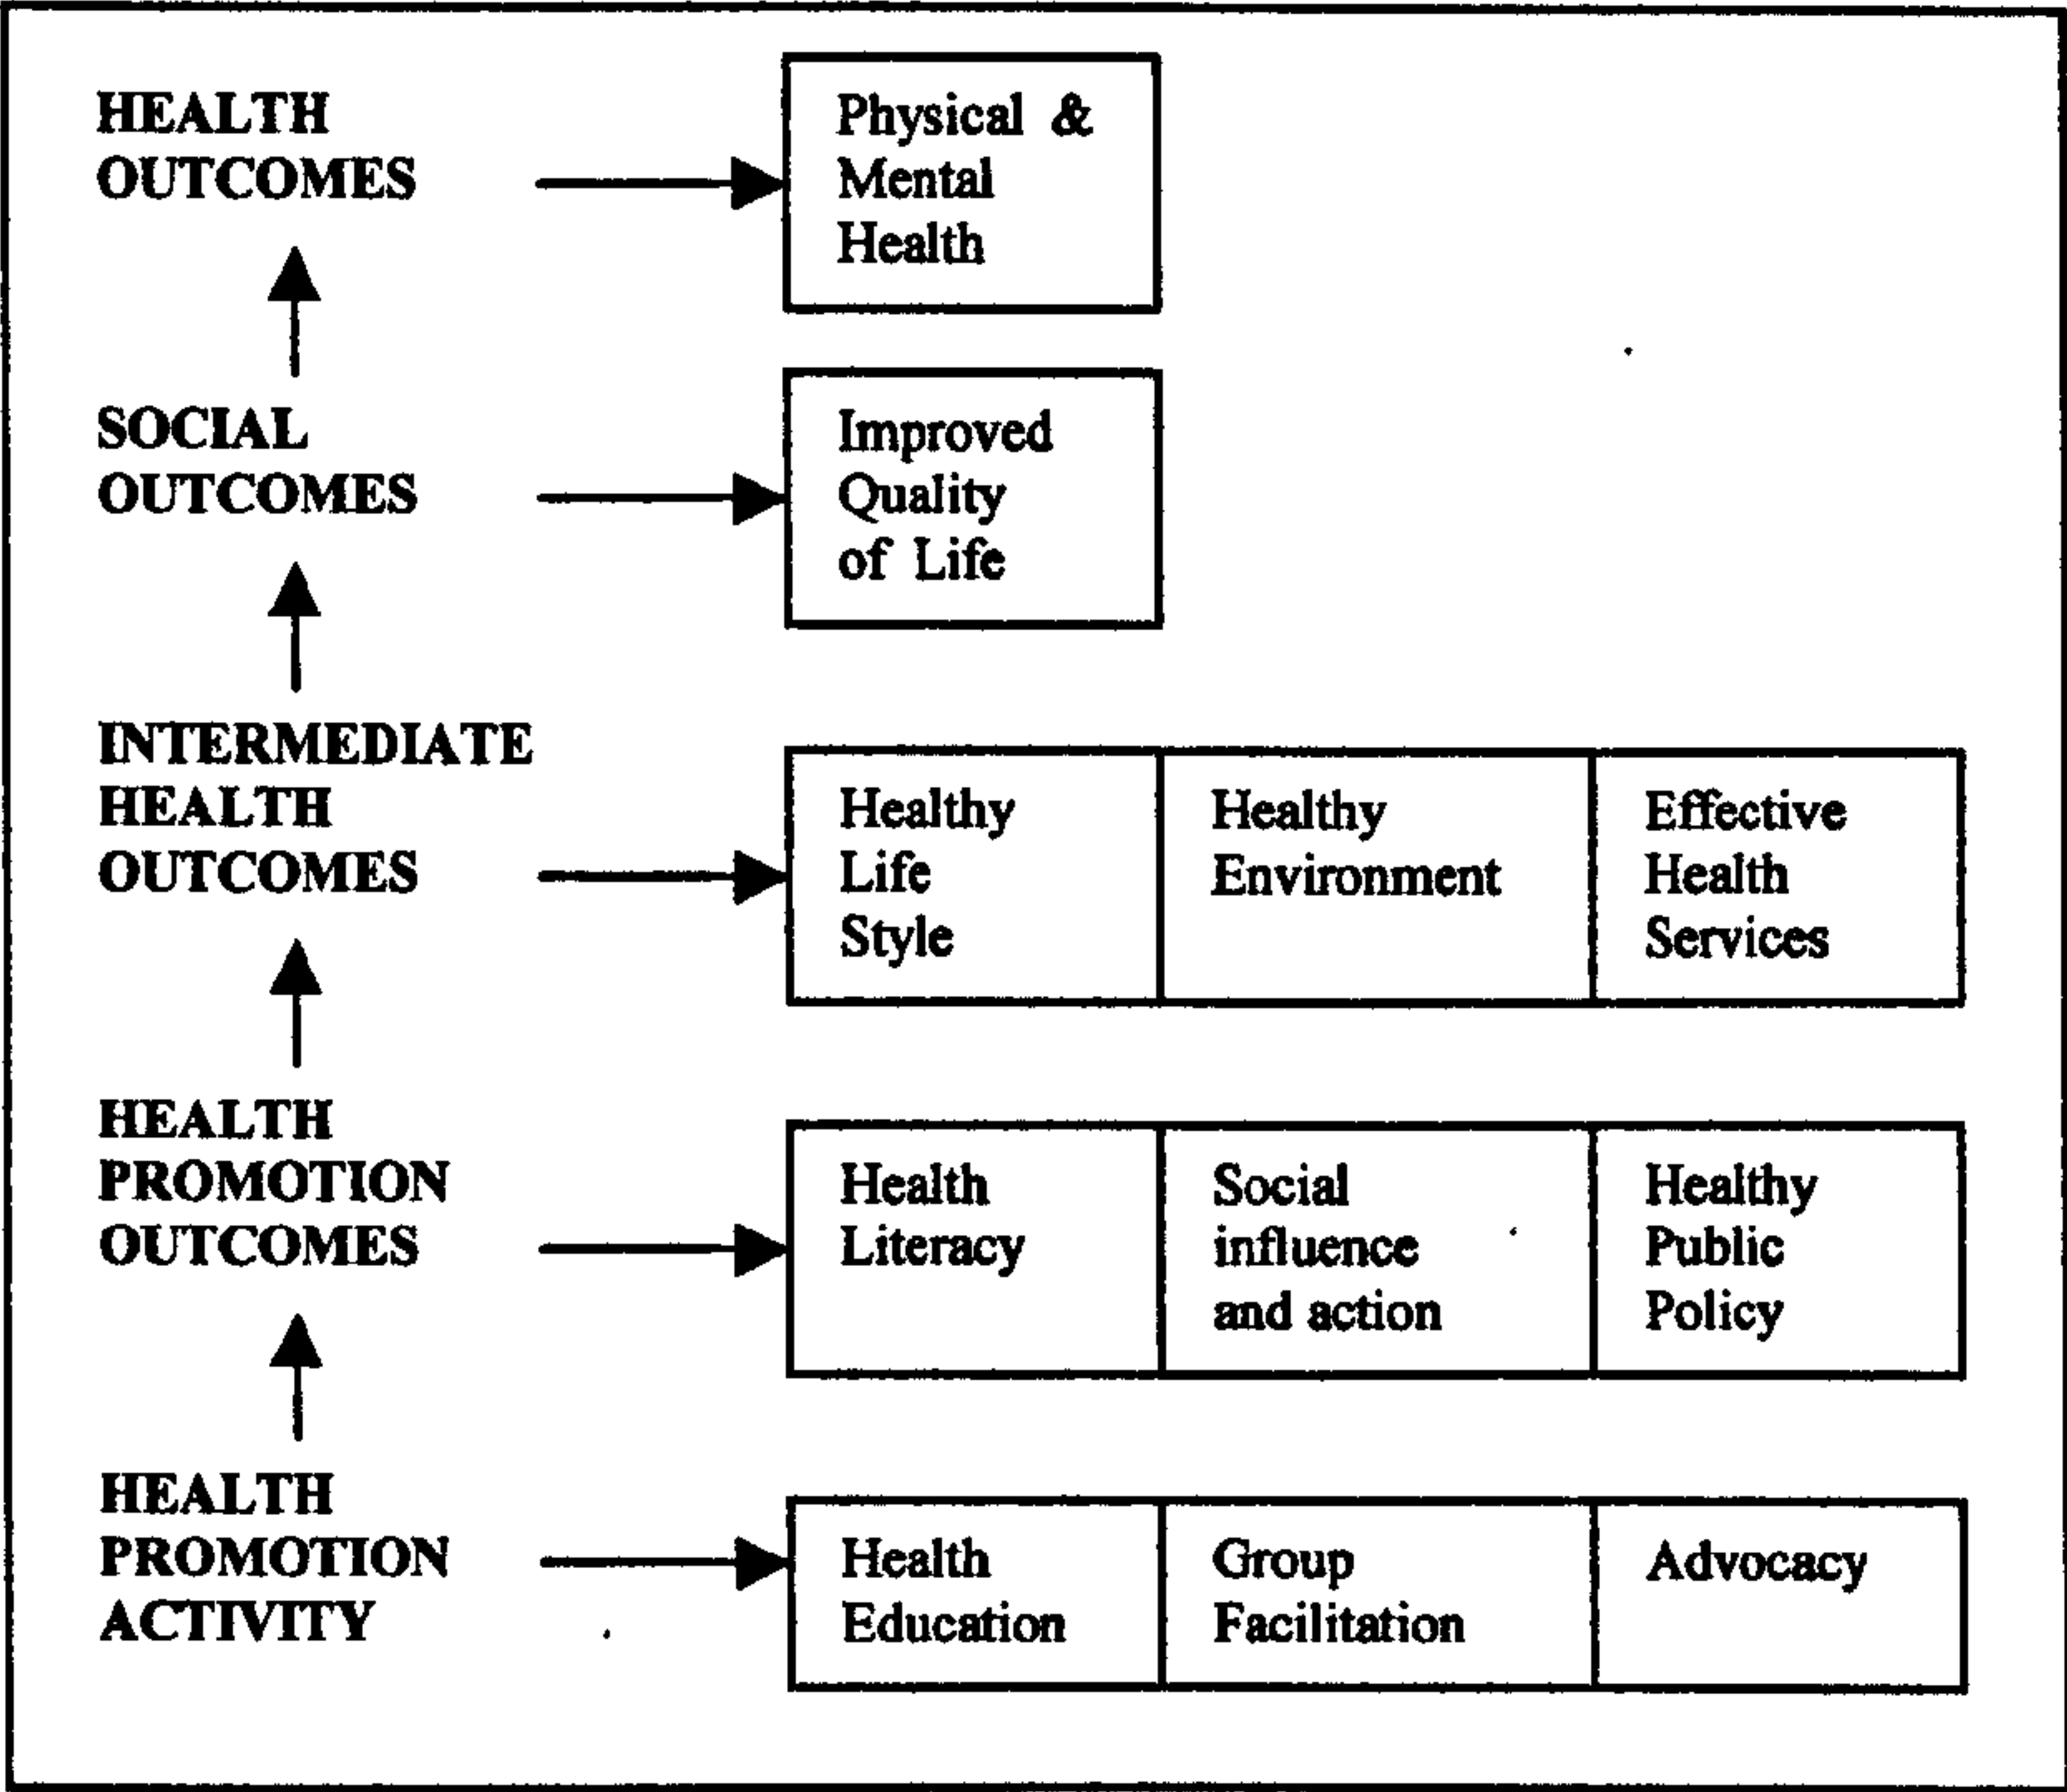 HEALTH
OUTCOMES
Physical &
Mental
Health
SOCIAL
OUTCOMES
Improved
Quality
of Life
INTERMEDIATE
HEALTH
OUTCOMES
Healthy
Life
Style
Healthy
Environment
Effective
Health
Services
HEALTH
PROMOTION
OUTCOMES
Health
Literacy
Social
influence
and action
Healthy
Public
Policy
HEALTH
PROMOTION
ACTIVITY
Health
Education
Group
Facilitation
Advocacy